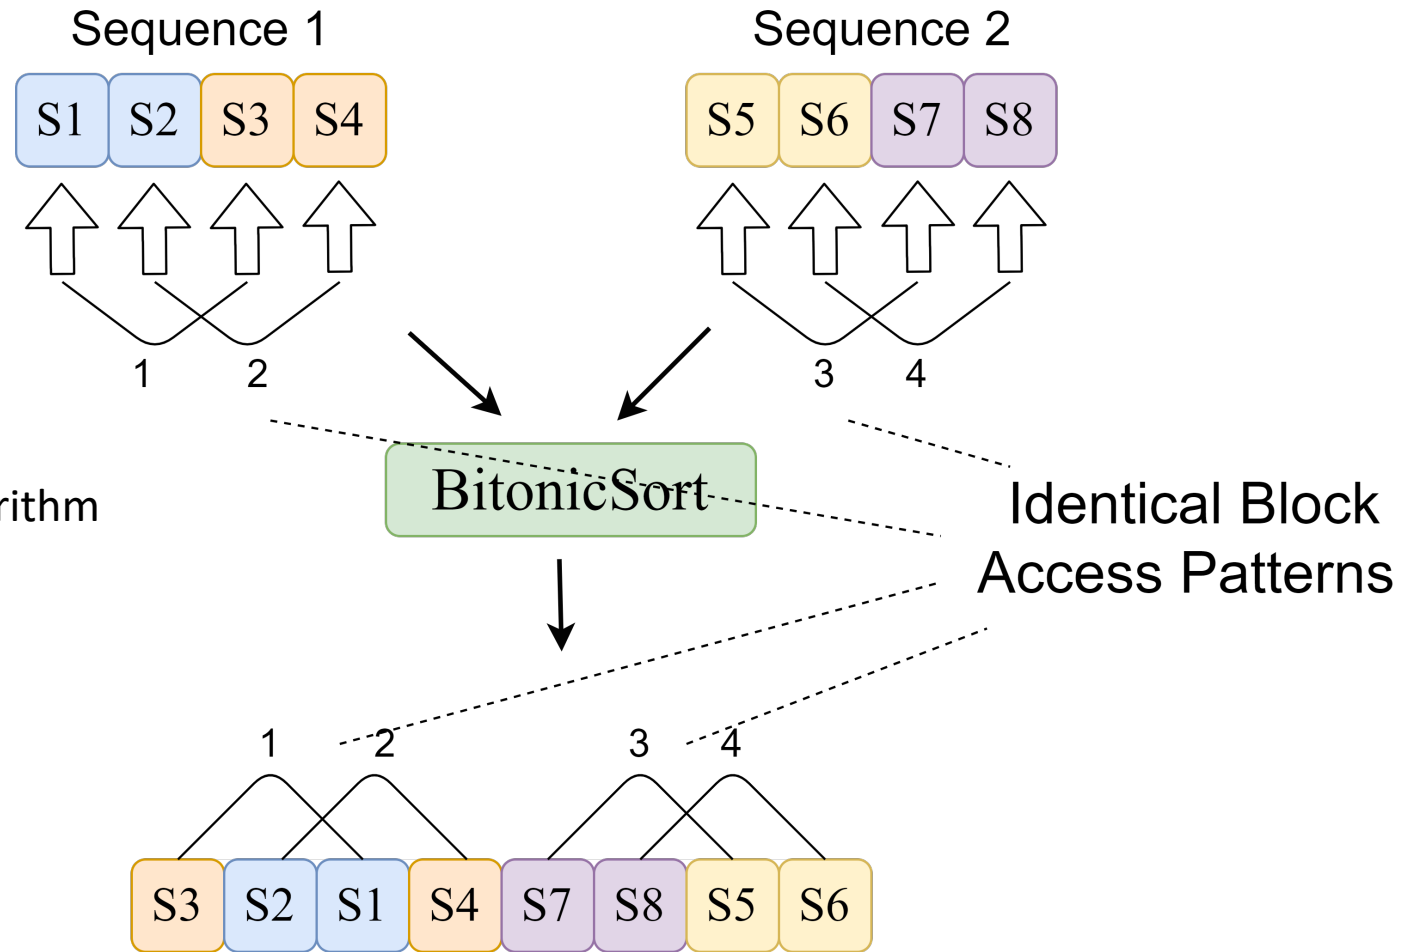 Sequence 1
S1 S2 S3 S4
1 2
Sequence 2
S5 S6 S7 S8
3 4
rithm
BitonicSort
Identical Block
Access Patterns
1 2 3 4
S3 S2 S1 S4 S7 S8 S5 S6